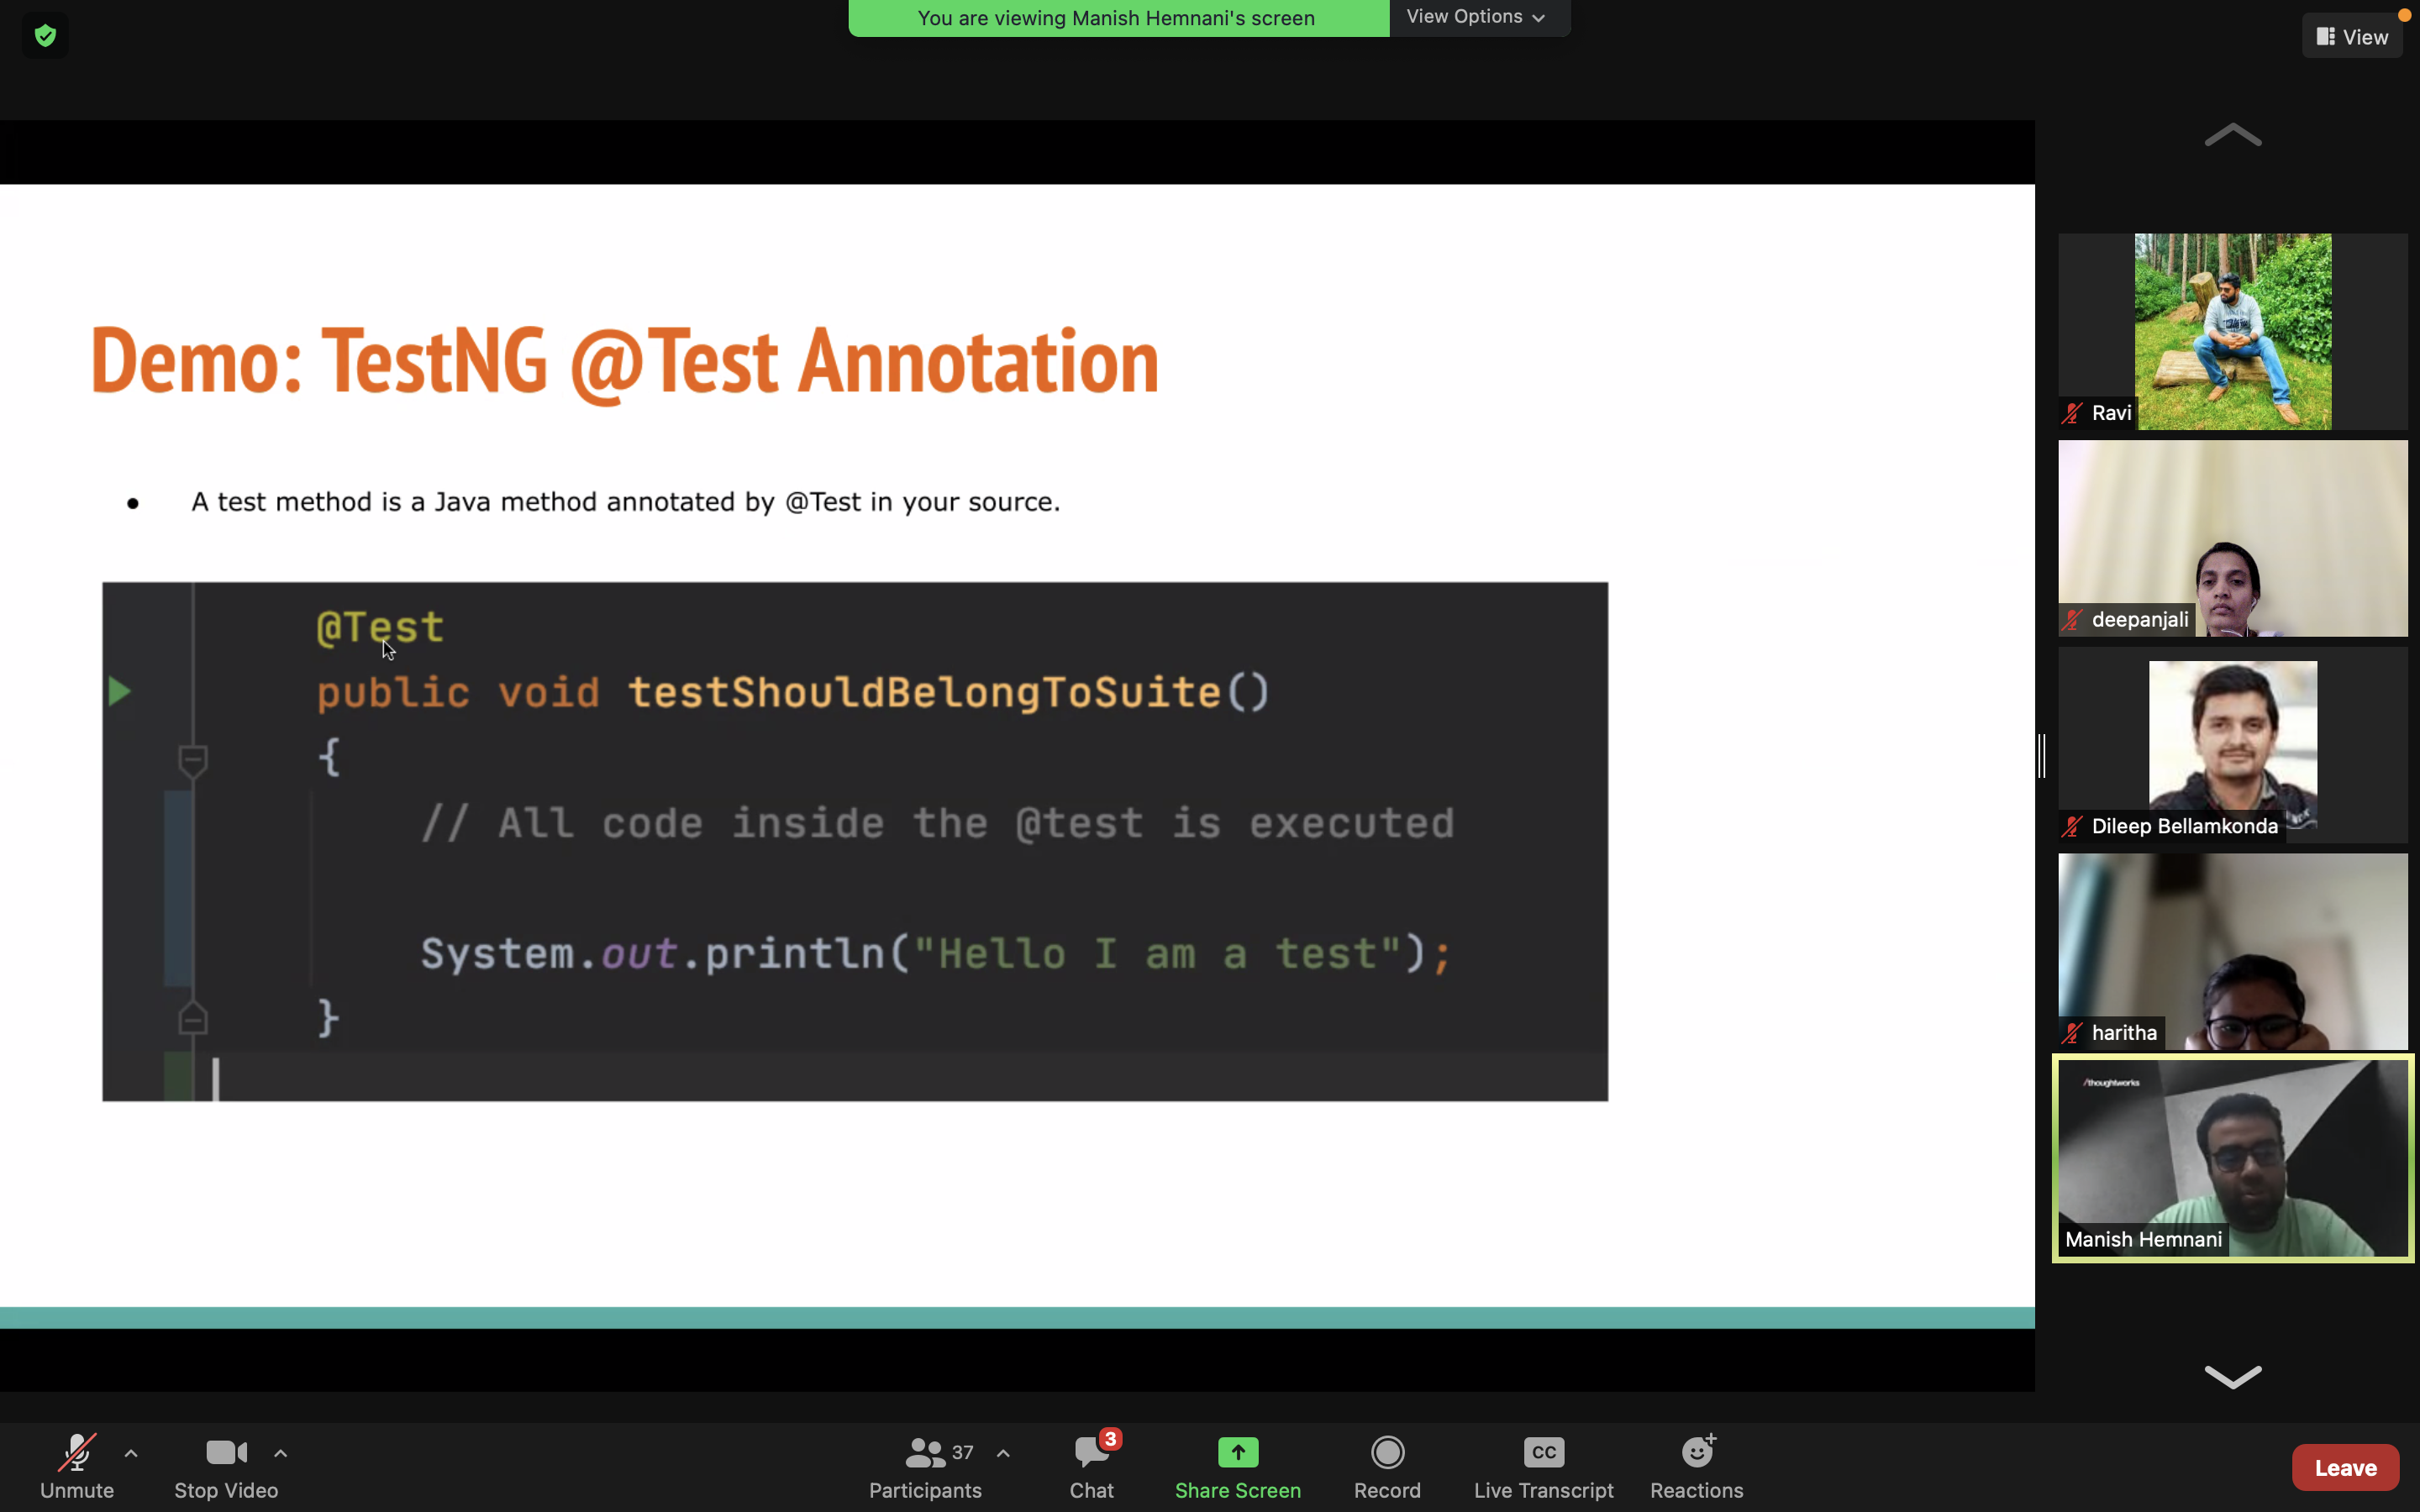 You are viewing Manish Hemnani's screen
View Options
View
Demo: TestNG @Test Annotation
● A test method is a Java method annotated by @Test in your source.
@Test
public void testShouldBelongToSuite()
{
// All code inside the @test is executed
System.out.println("Hello I am a test");
}
Ravi
deepanjali
Dileep Bellamkonda
haritha
/thoughtworks
Manish Hemnani
Unmute
Stop Video
37
Participants
3
Chat
Share Screen
Record
CC
Live Transcript
Reactions
Leave